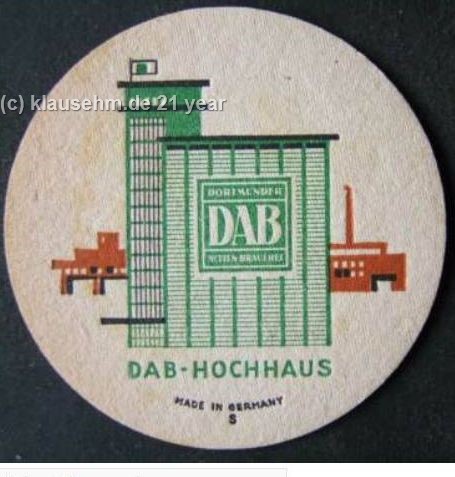 (c) klausehm.de 21 year
DORTMUNDER
DAB
ACTIEN-BRAUEREI
DAB-HOCHHAUS
MADE IN GERMANY
S